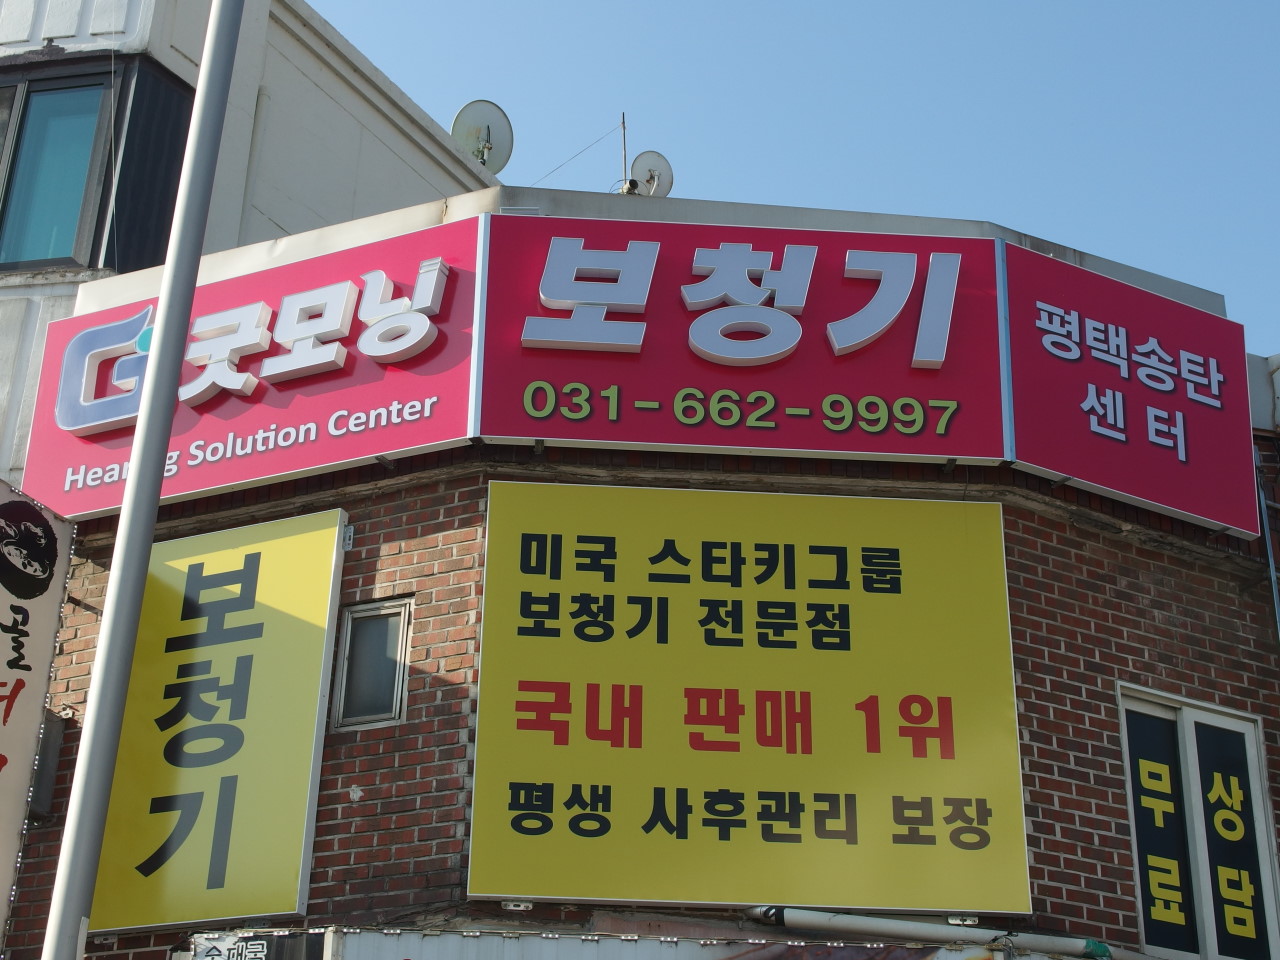 굿모닝
Hearing Solution Center
보청기
031-662-9997
평택송탄
센터
보청기
미국 스타키그룹
보청기 전문점
국내 판매 1위
평생 사후관리 보장
무료
상담